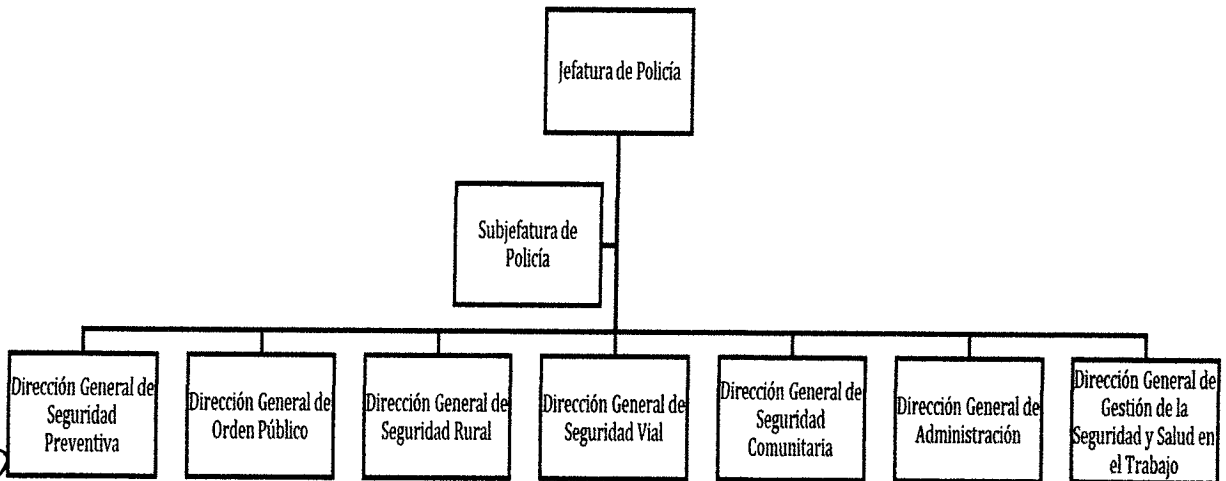 Jefatura de Policía
Subjefatura de
Policía
Dirección General de
Seguridad
Preventiva
Dirección General de
Orden Público
Dirección General de
Seguridad Rural
Dirección General de
Seguridad Vial
Dirección General de
Seguridad
Comunitaria
Dirección General de
Administración
Dirección General de
Gestión de la
Seguridad y Salud en
el Trabajo